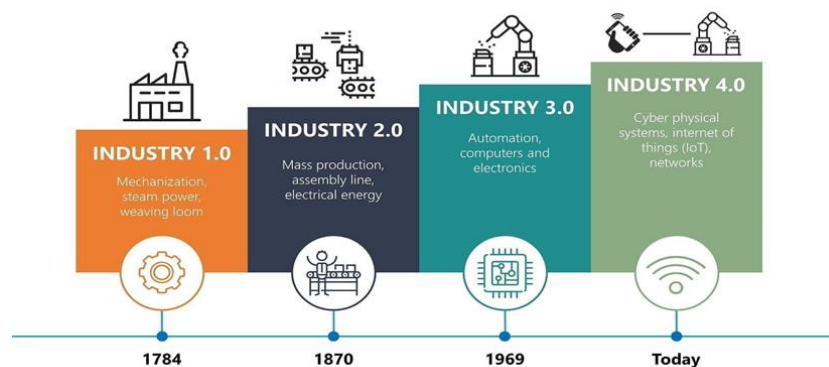 INDUSTRY 1.0
Mechanization,
steam power,
weaving loom
INDUSTRY 2.0
Mass production,
assembly line,
electrical energy
INDUSTRY 3.0
Automation,
computers and
electronics
INDUSTRY 4.0
Cyber physical
systems, internet of
things (IoT),
networks
1784
1870
1969
Today